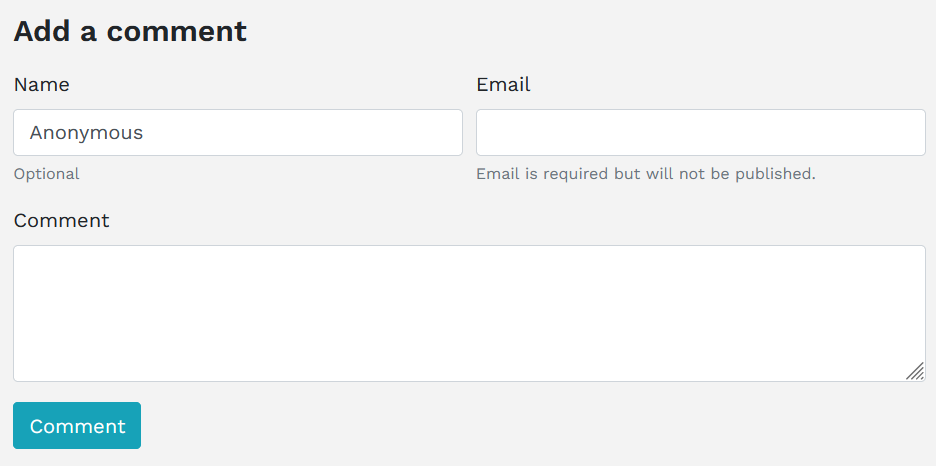 Add a comment
Name
Email
Anonymous
Optional
Email is required but will not be published.
Comment
Comment